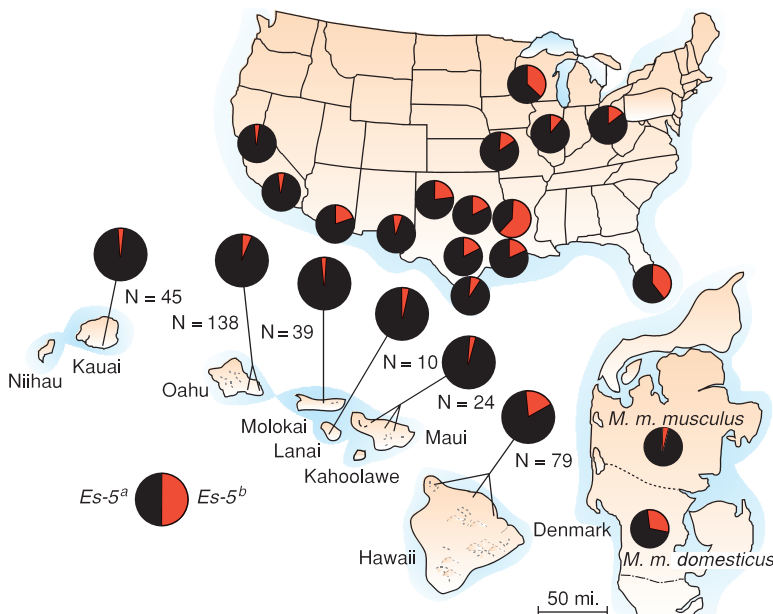 N = 45
N = 138
N = 39
N = 10
N = 24
N = 79
Niihau
Kauai
Oahu
Molokai
Lanai
Kahoolawe
Maui
Hawaii
Es-5ᵃ
Es-5ᵇ
M. m. musculus
Denmark
M. m. domesticus
50 mi.